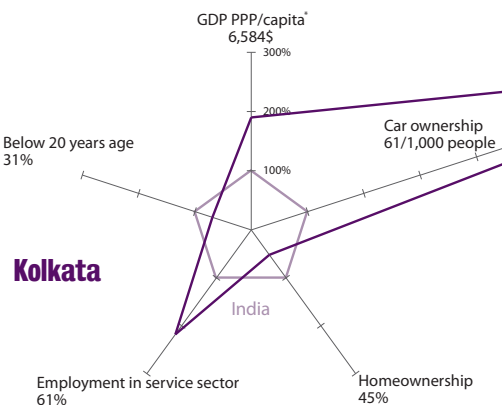 GDP PPP/capita*
6,584$
300%
200%
100%
Car ownership
61/1,000 people
Below 20 years age
31%
Kolkata
India
Employment in service sector
61%
Homeownership
45%